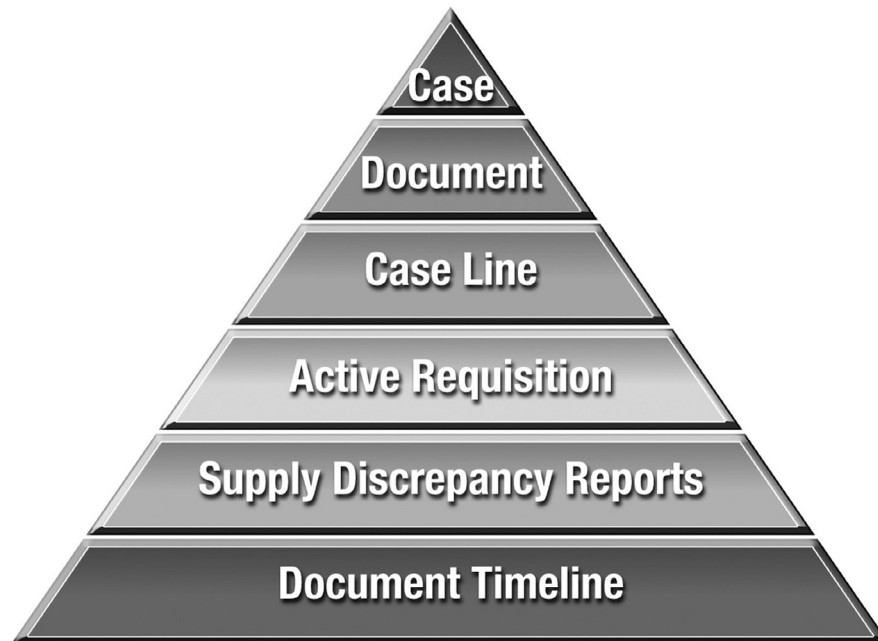 Case
Document
Case Line
Active Requisition
Supply Discrepancy Reports
Document Timeline